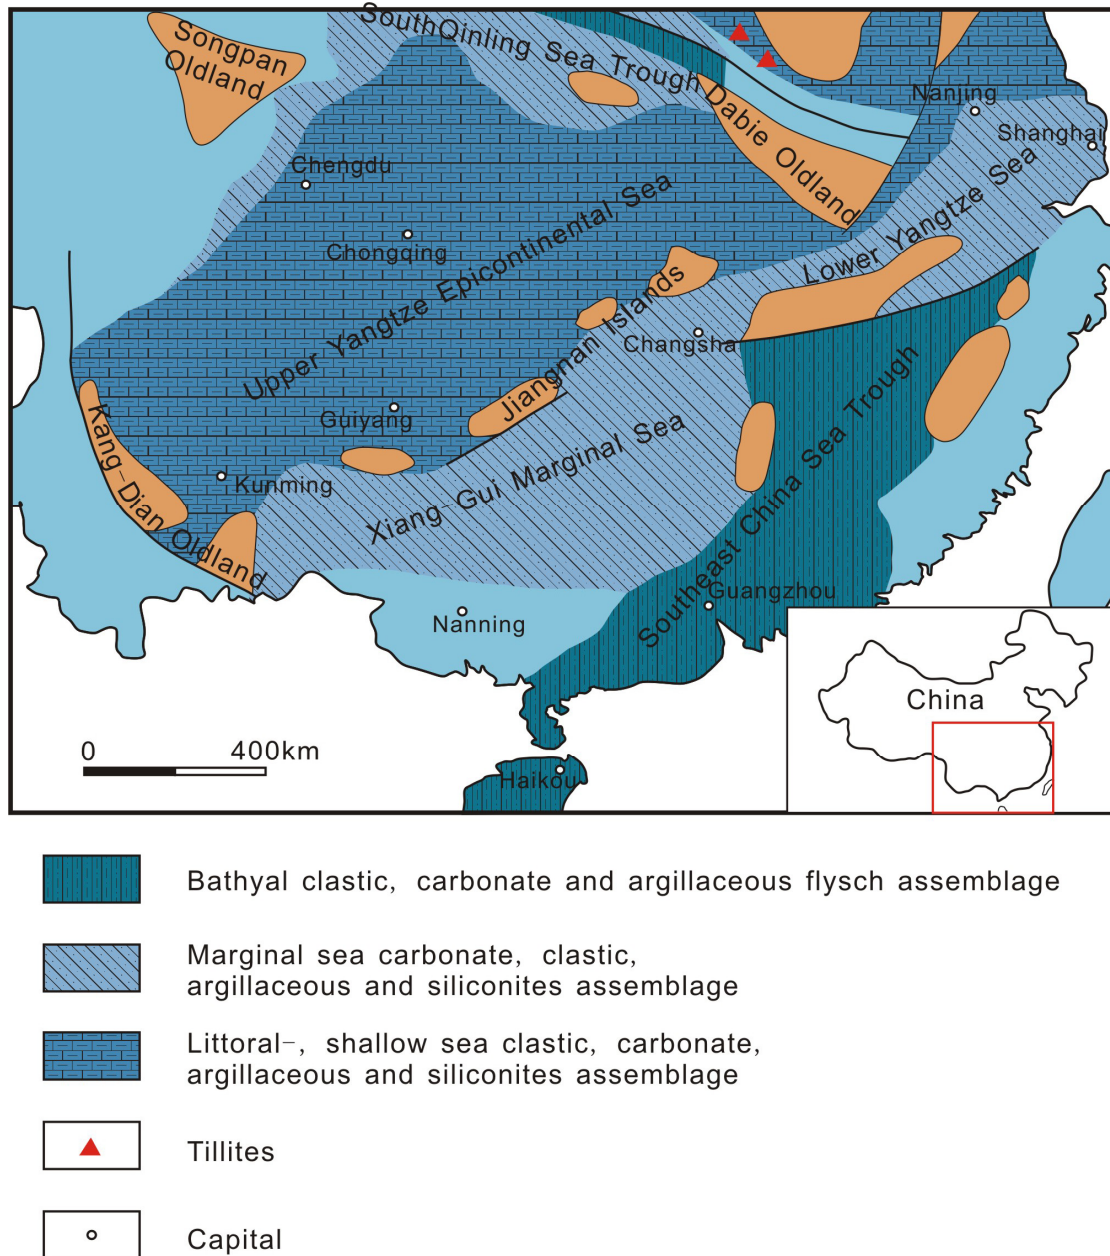 Songpan
Oldland
SouthQinling Sea Trough
Dabie Oldland
Nanjing
Shanghai
Chengdu
Chongqing
Upper Yangtze Epicontinental Sea
Lower Yangtze Sea
Jiangnan Islands
Changsha
Guiyang
Kunming
Kang-Dian Oldland
Xiang-Gui Marginal Sea
Southeast China Sea Trough
Guangzhou
Nanning
Haikou
China
0 400km
Bathyal clastic, carbonate and argillaceous flysch assemblage
Marginal sea carbonate, clastic,
argillaceous and siliconites assemblage
Littoral-, shallow sea clastic, carbonate,
argillaceous and siliconites assemblage
Tillites
Capital